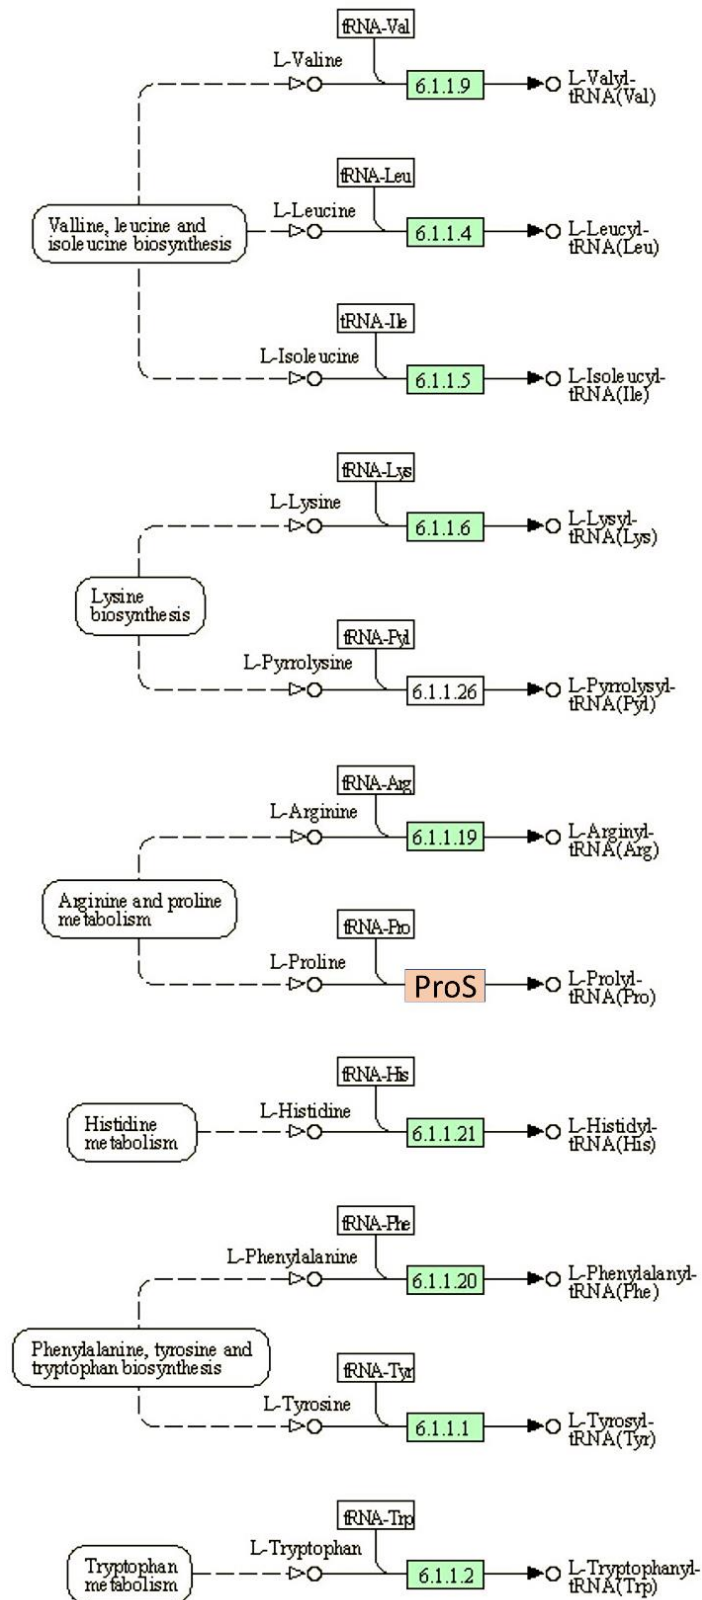 tRNA-Val
L-Valine
6.1.1.9
L-Valyl-
tRNA(Val)
tRNA-Leu
L-Leucine
Valline, leucine and
isoleucine biosynthesis
6.1.1.4
L-Leucyl-
tRNA(Leu)
tRNA-Ile
L-Isoleucine
6.1.1.5
L-Isoleucyl-
tRNA(Ile)
tRNA-Lys
L-Lysine
6.1.1.6
L-Lysyl-
tRNA(Lys)
Lysine
biosynthesis
tRNA-Pyl
L-Pyrrolysine
6.1.1.26
L-Pyrrolysyl-
tRNA(Pyl)
tRNA-Arg
L-Arginine
6.1.1.19
L-Arginyl-
tRNA(Arg)
Arginine and proline
metabolism
tRNA-Pro
L-Proline
ProS
L-Prolyl-
tRNA(Pro)
tRNA-His
L-Histidine
Histidine
metabolism
6.1.1.21
L-Histidyl-
tRNA(His)
tRNA-Phe
L-Phenylalanine
6.1.1.20
L-Phenylalanyl-
tRNA(Phe)
Phenylalanine, tyrosine and
tryptophan biosynthesis
tRNA-Tyr
L-Tyrosine
6.1.1.1
L-Tyrosyl-
tRNA(Tyr)
tRNA-Trp
L-Tryptophan
Tryptophan
metabolism
6.1.1.2
L-Tryptophanyl-
tRNA(Trp)